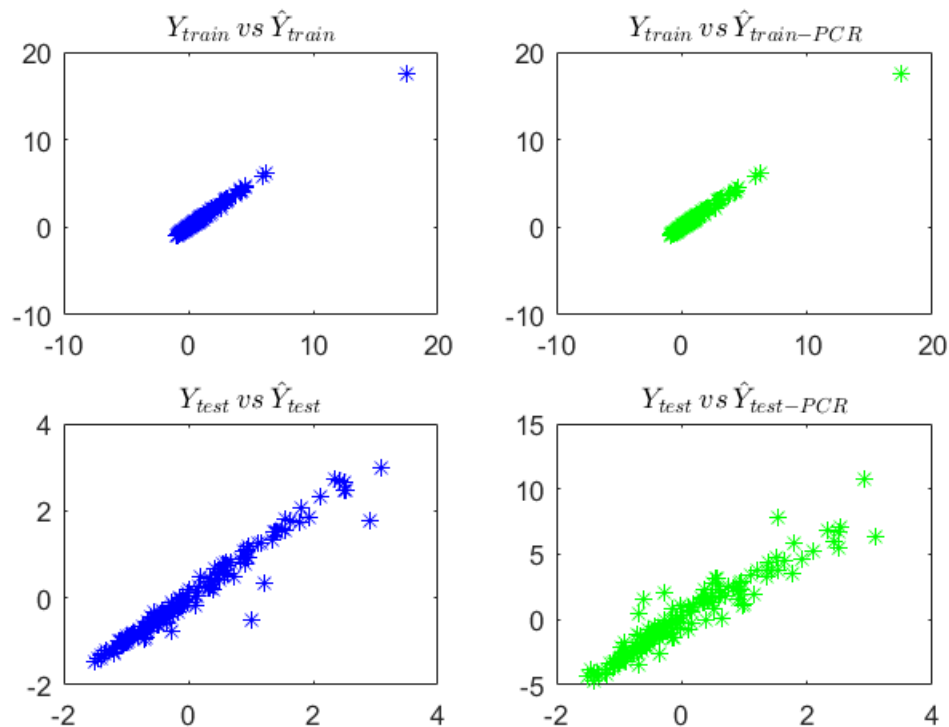 Y_train vs Ŷ_train
20
10
0
-10
-10 0 10 20
Y_train vs Ŷ_train-PCR
20
10
0
-10
-10 0 10 20
Y_test vs Ŷ_test
4
2
0
-2
-2 0 2 4
Y_test vs Ŷ_test-PCR
15
10
5
0
-5
-2 0 2 4